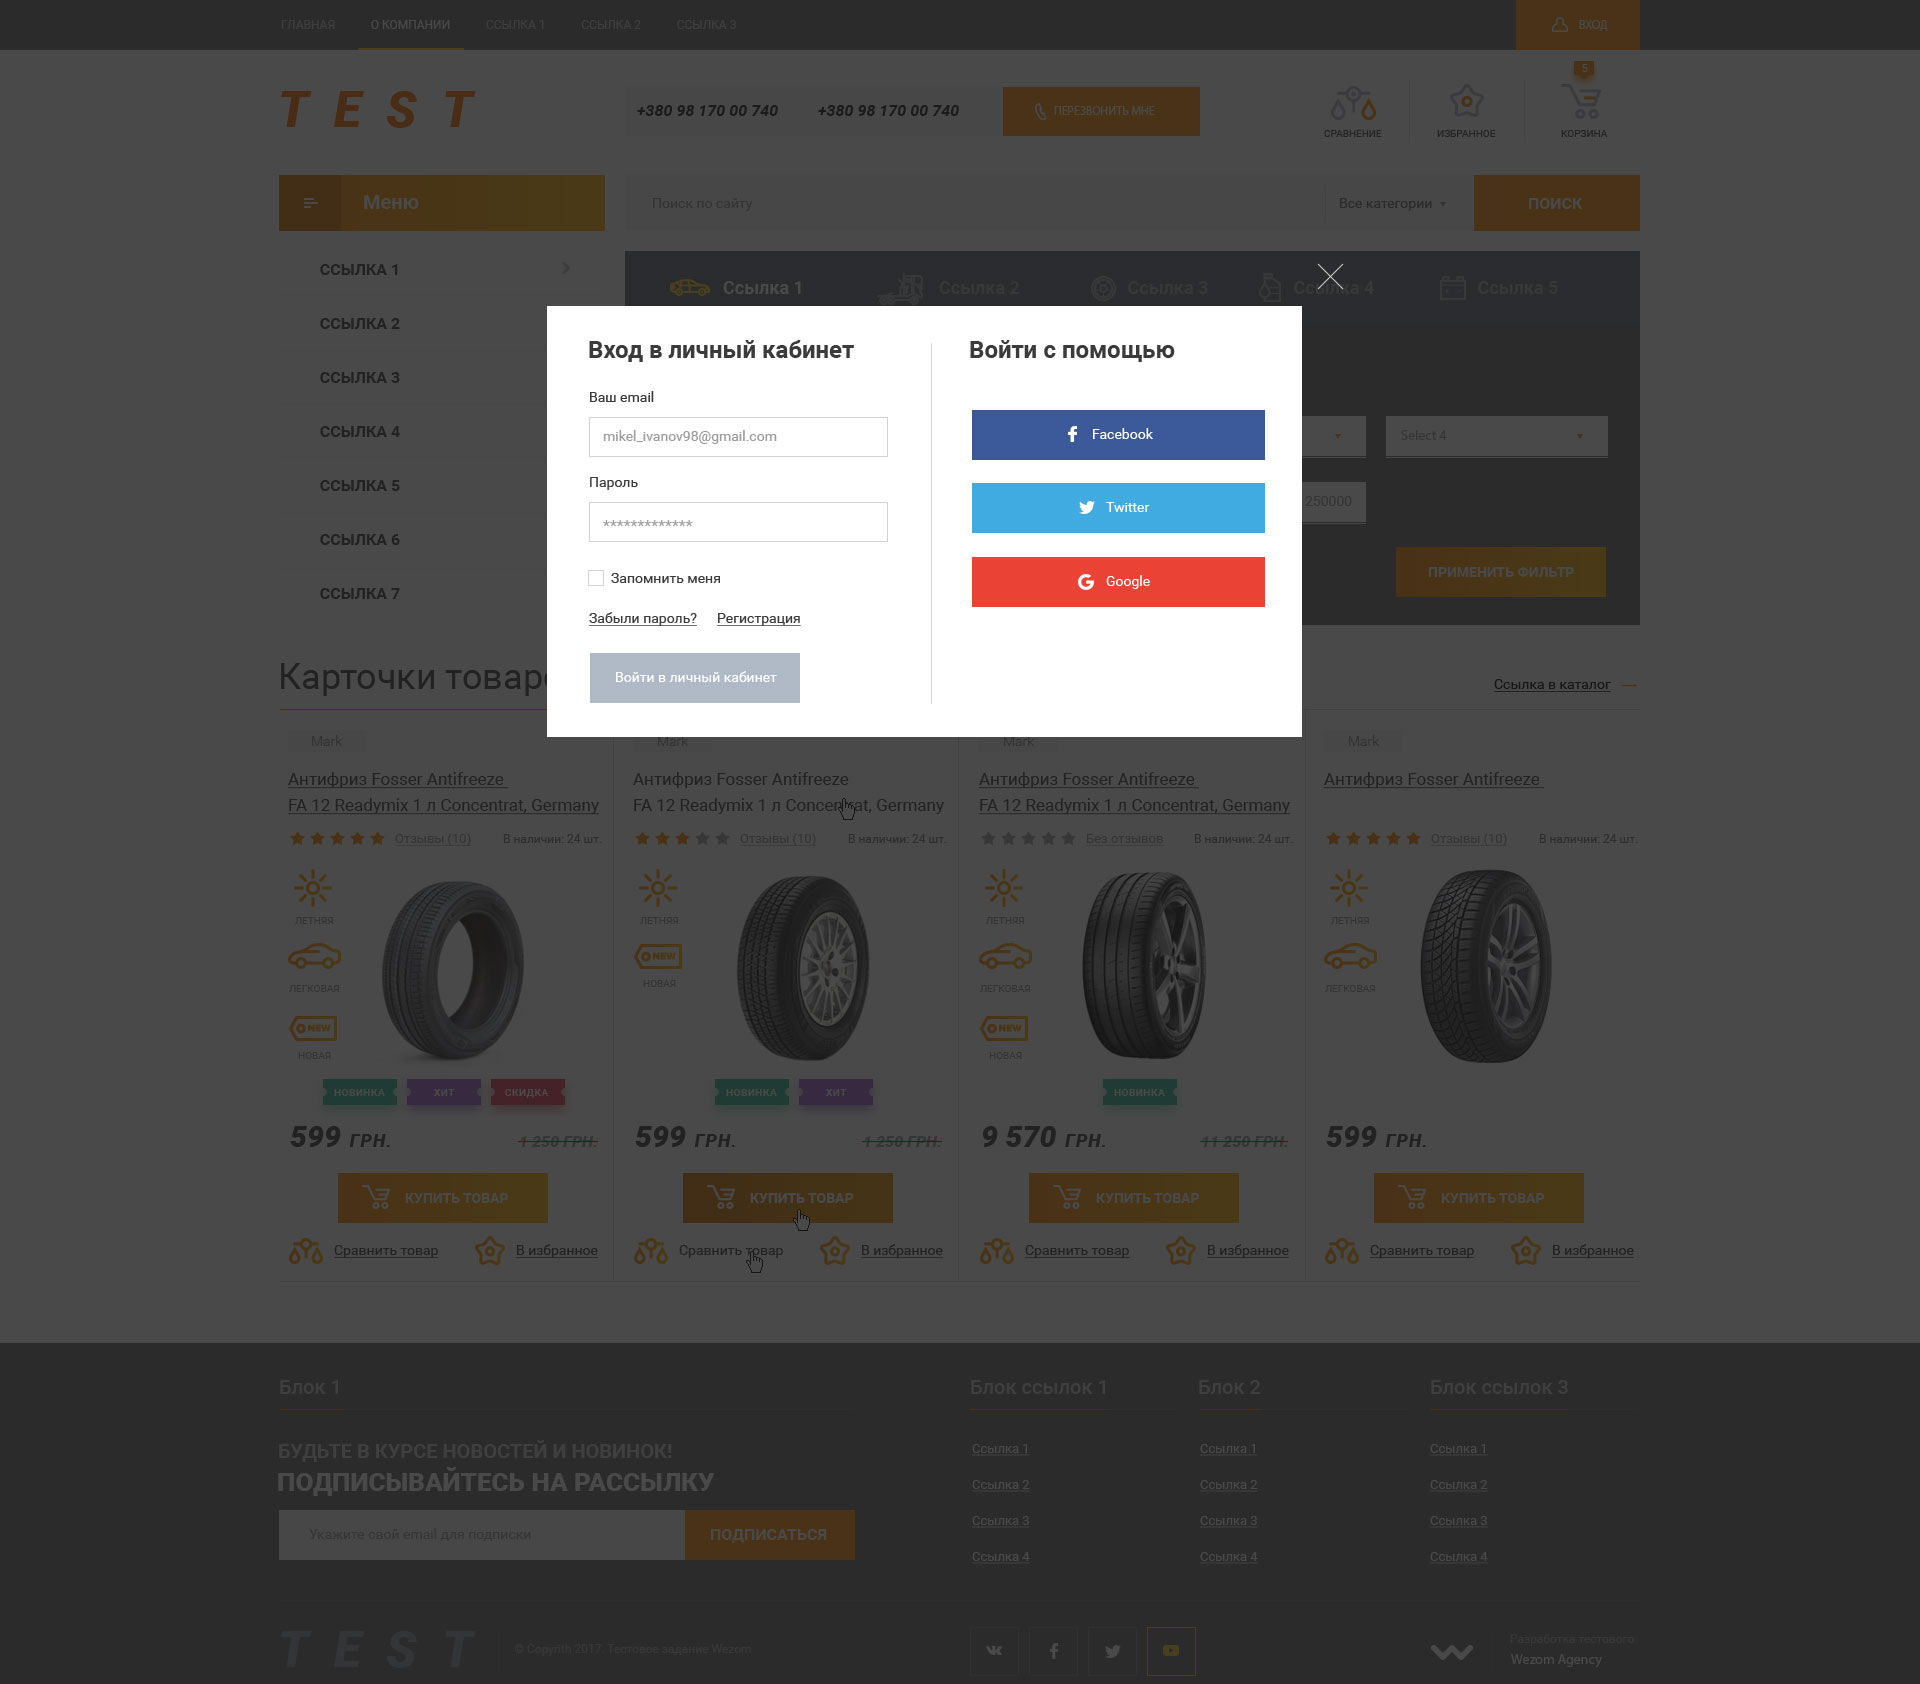 ГЛАВНАЯ О КОМПАНИИ ССЫЛКА 1 ССЫЛКА 2 ССЫЛКА 3 ВХОД
TEST
+380 98 170 00 740 +380 98 170 00 740 ПЕРЕЗВОНИТЬ МНЕ
5
СРАВНЕНИЕ ИЗБРАННОЕ КОРЗИНА
Меню Поиск по сайту Все категории ПОИСК
ССЫЛКА 1
ССЫЛКА 2
ССЫЛКА 3
ССЫЛКА 4
ССЫЛКА 5
ССЫЛКА 6
ССЫЛКА 7
Ссылка 1 Ссылка 2 Ссылка 3 Ссылка 4 Ссылка 5
Select 4
250000
ПРИМЕНИТЬ ФИЛЬТР
Вход в личный кабинет
Ваш email
mikel_ivanov98@gmail.com
Пароль
*************
Запомнить меня
Забыли пароль? Регистрация
Войти в личный кабинет
Войти с помощью
Facebook
Twitter
Google
Карточки товаро
Ссылка в каталог
Mark Mark Mark Mark
Антифриз Fosser Antifreeze Антифриз Fosser Antifreeze Антифриз Fosser Antifreeze Антифриз Fosser Antifreeze
FA 12 Readymix 1 л Concentrat, Germany FA 12 Readymix 1 л Concentrat, Germany FA 12 Readymix 1 л Concentrat, Germany
Отзывы (10) В наличии: 24 шт. Отзывы (10) В наличии: 24 шт. Без отзывов В наличии: 24 шт. Отзывы (10) В наличии: 24 шт.
ЛЕТНЯЯ ЛЕТНЯЯ ЛЕТНЯЯ ЛЕТНЯЯ
NEW
ЛЕГКОВАЯ НОВАЯ ЛЕГКОВАЯ ЛЕГКОВАЯ
NEW NEW
НОВАЯ НОВАЯ
НОВИНКА ХИТ СКИДКА НОВИНКА ХИТ НОВИНКА
599 ГРН. 1 250 ГРН. 599 ГРН. 1 250 ГРН. 9 570 ГРН. 11 250 ГРН. 599 ГРН.
КУПИТЬ ТОВАР КУПИТЬ ТОВАР КУПИТЬ ТОВАР КУПИТЬ ТОВАР
Сравнить товар В избранное Сравнить товар В избранное Сравнить товар В избранное Сравнить товар В избранное
Блок 1 Блок ссылок 1 Блок 2 Блок ссылок 3
БУДЬТЕ В КУРСЕ НОВОСТЕЙ И НОВИНОК!
ПОДПИСЫВАЙТЕСЬ НА РАССЫЛКУ
Укажите свой email для подписки ПОДПИСАТЬСЯ
Ссылка 1 Ссылка 1 Ссылка 1
Ссылка 2 Ссылка 2 Ссылка 2
Ссылка 3 Ссылка 3 Ссылка 3
Ссылка 4 Ссылка 4 Ссылка 4
TEST
© Copyrith 2017. Тестовое задание Wezom
Разработка тестового
Wezom Agency